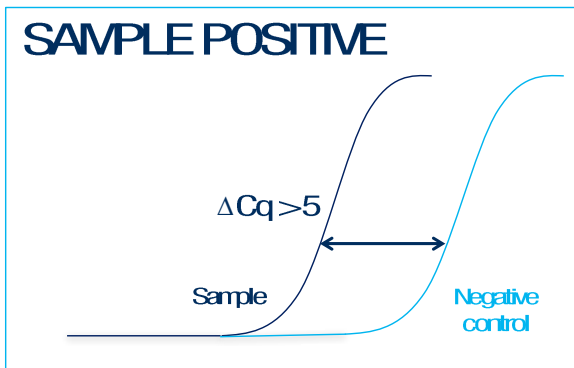 SAMPLE POSITIVE
ΔCq >5
Sample
Negative
control